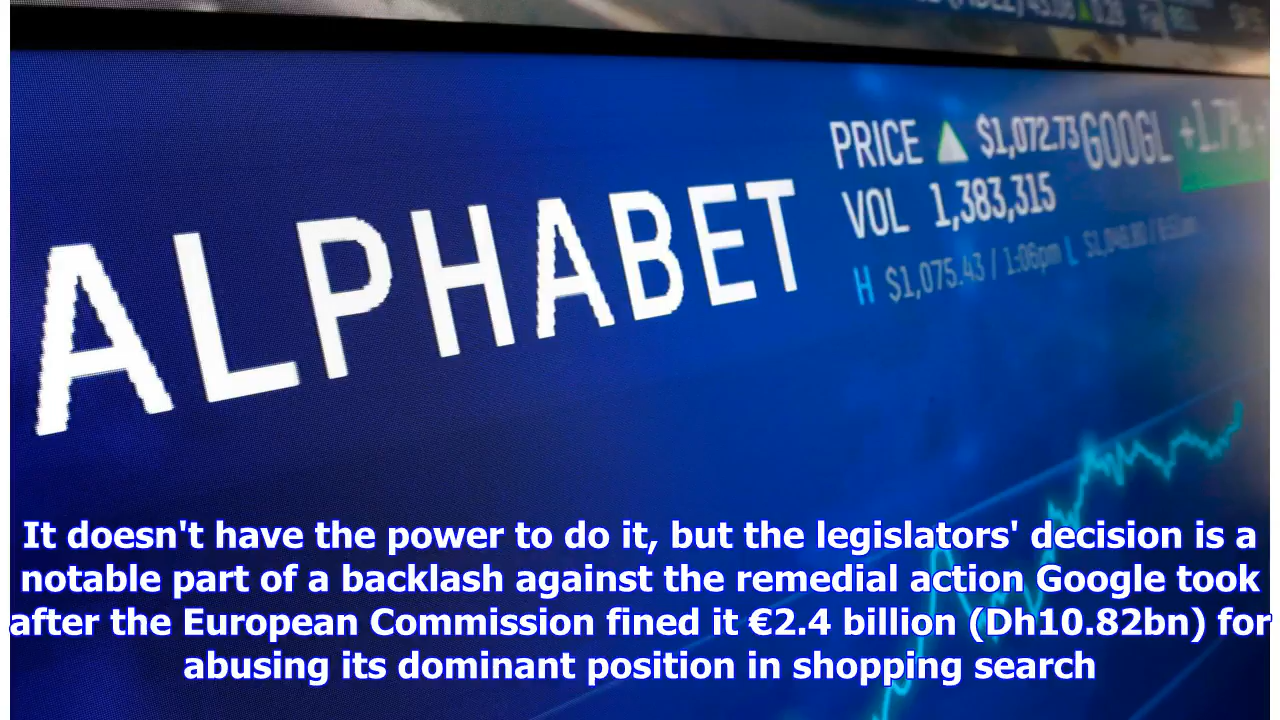 ALPHABET
PRICE ▲ $1,072.73 GOOGL +1.7%
VOL 1,383,315
H $1,075.43 / 1:06pm L
It doesn't have the power to do it, but the legislators' decision is a
notable part of a backlash against the remedial action Google took
after the European Commission fined it €2.4 billion (Dh10.82bn) for
abusing its dominant position in shopping search